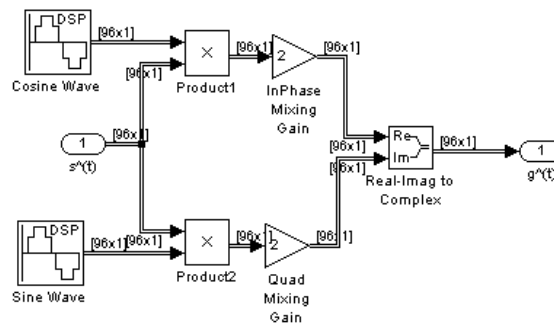 [96x1]
DSP
[96x1]
×
[96x1]
2
[96x1]
Cosine Wave
Product1
InPhase
Mixing
Gain
[96x1]
Re
Im
[96x1]
1
s^(t)
[96x1]
[96x1]
Real-Imag to
Complex
1
g^(t)
DSP
[96x1]
[96x1]
×
[96x1]
2
[96x1]
Sine Wave
Product2
Quad
Mixing
Gain